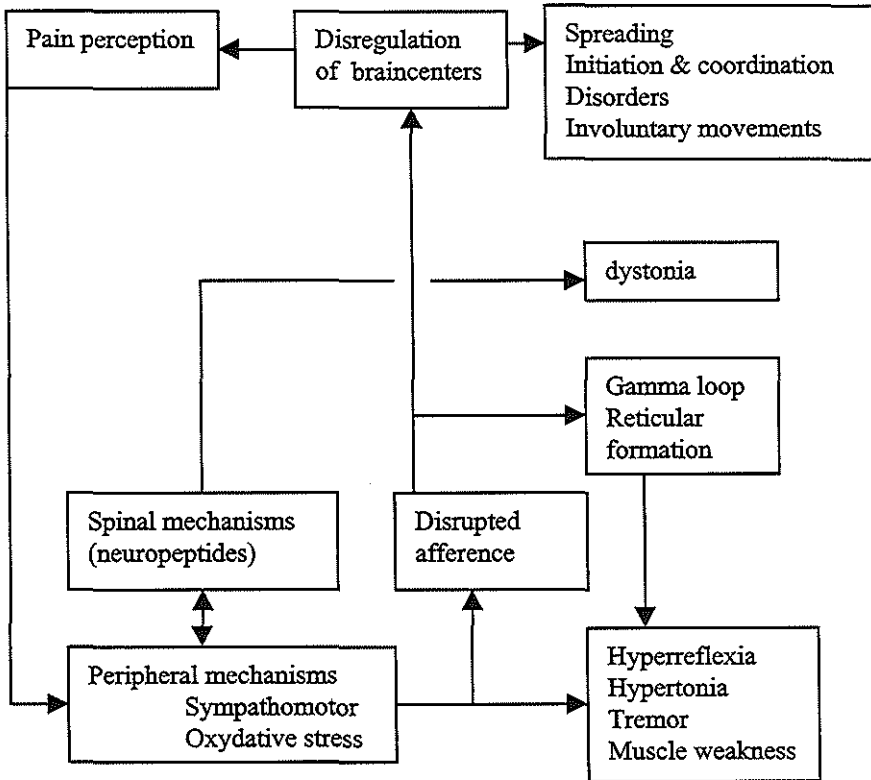 Pain perception
Disregulation
of braincenters
Spreading
Initiation & coordination
Disorders
Involuntary movements
dystonia
Gamma loop
Reticular
formation
Spinal mechanisms
(neuropeptides)
Disrupted
afference
Peripheral mechanisms
Sympathomotor
Oxydative stress
Hyperreflexia
Hypertonia
Tremor
Muscle weakness